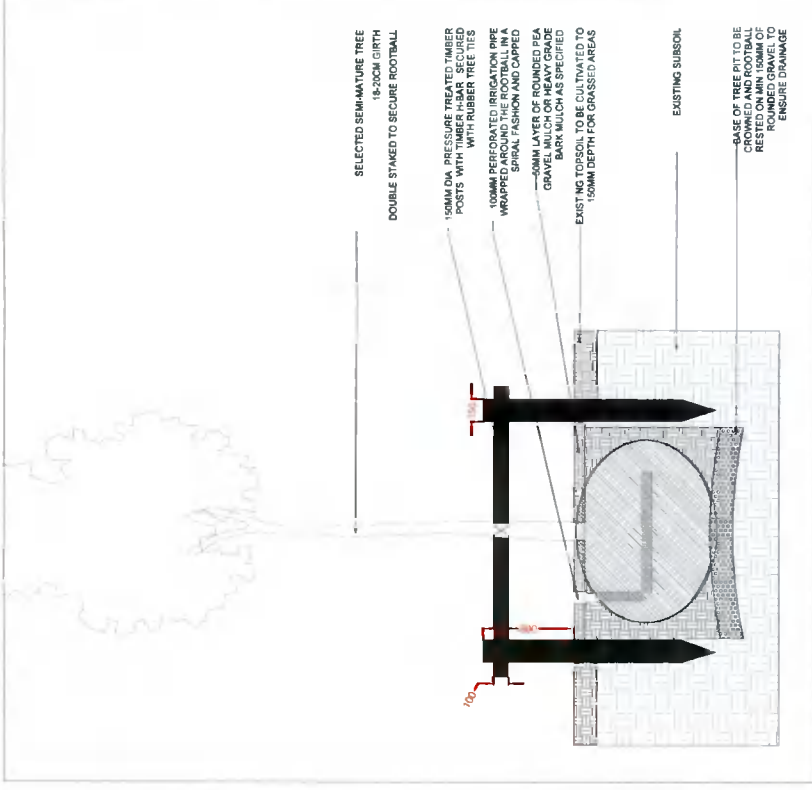 SELECTED SEMI-MATURE TREE
18-20CM GIRTH
DOUBLE STAKED TO SECURE ROOTBALL
150MM DIA PRESSURE TREATED TIMBER
POSTS WITH TIMBER H-BAR SECURED
WITH RUBBER TREE TIES
100MM PERFORATED IRRIGATION PIPE
WRAPPED AROUND THE ROOTBALL IN A
SPIRAL FASHION AND CAPPED
50MM LAYER OF ROUNDED PEA
GRAVEL MULCH OR HEAVY GRADE
BARK MULCH AS SPECIFIED
EXISTING TOPSOIL TO BE CULTIVATED TO
150MM DEPTH FOR GRASSED AREAS
EXISTING SUBSOIL
BASE OF TREE PIT TO BE
CROWNED AND ROOTBALL
RESTED ON MIN 150MM OF
ROUNDED GRAVEL TO
ENSURE DRAINAGE
150
100